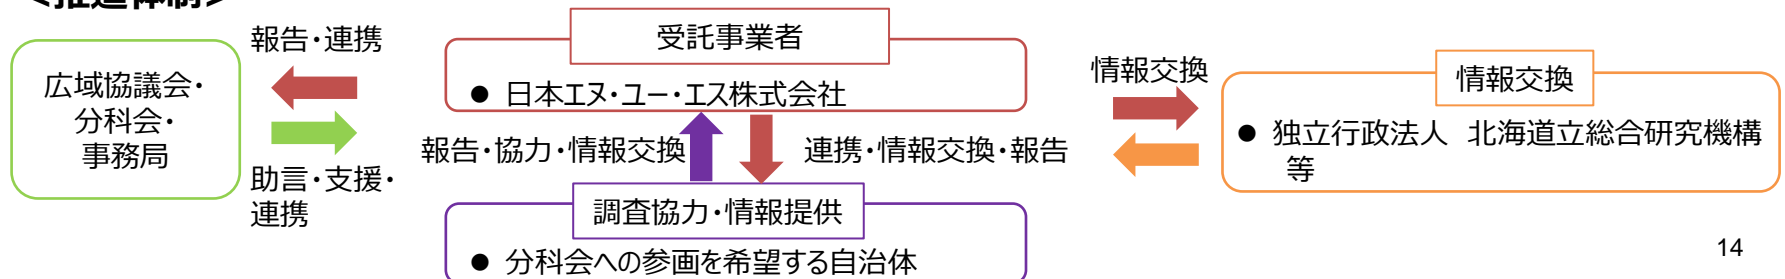 <推進体制>
報告・連携
広域協議会・
分科会・
事務局
助言・支援・
連携
受託事業者
● 日本エヌ・ユー・エス株式会社
報告・協力・情報交換
連携・情報交換・報告
調査協力・情報提供
● 分科会への参画を希望する自治体
情報交換
情報交換
● 独立行政法人 北海道立総合研究機構
等
14